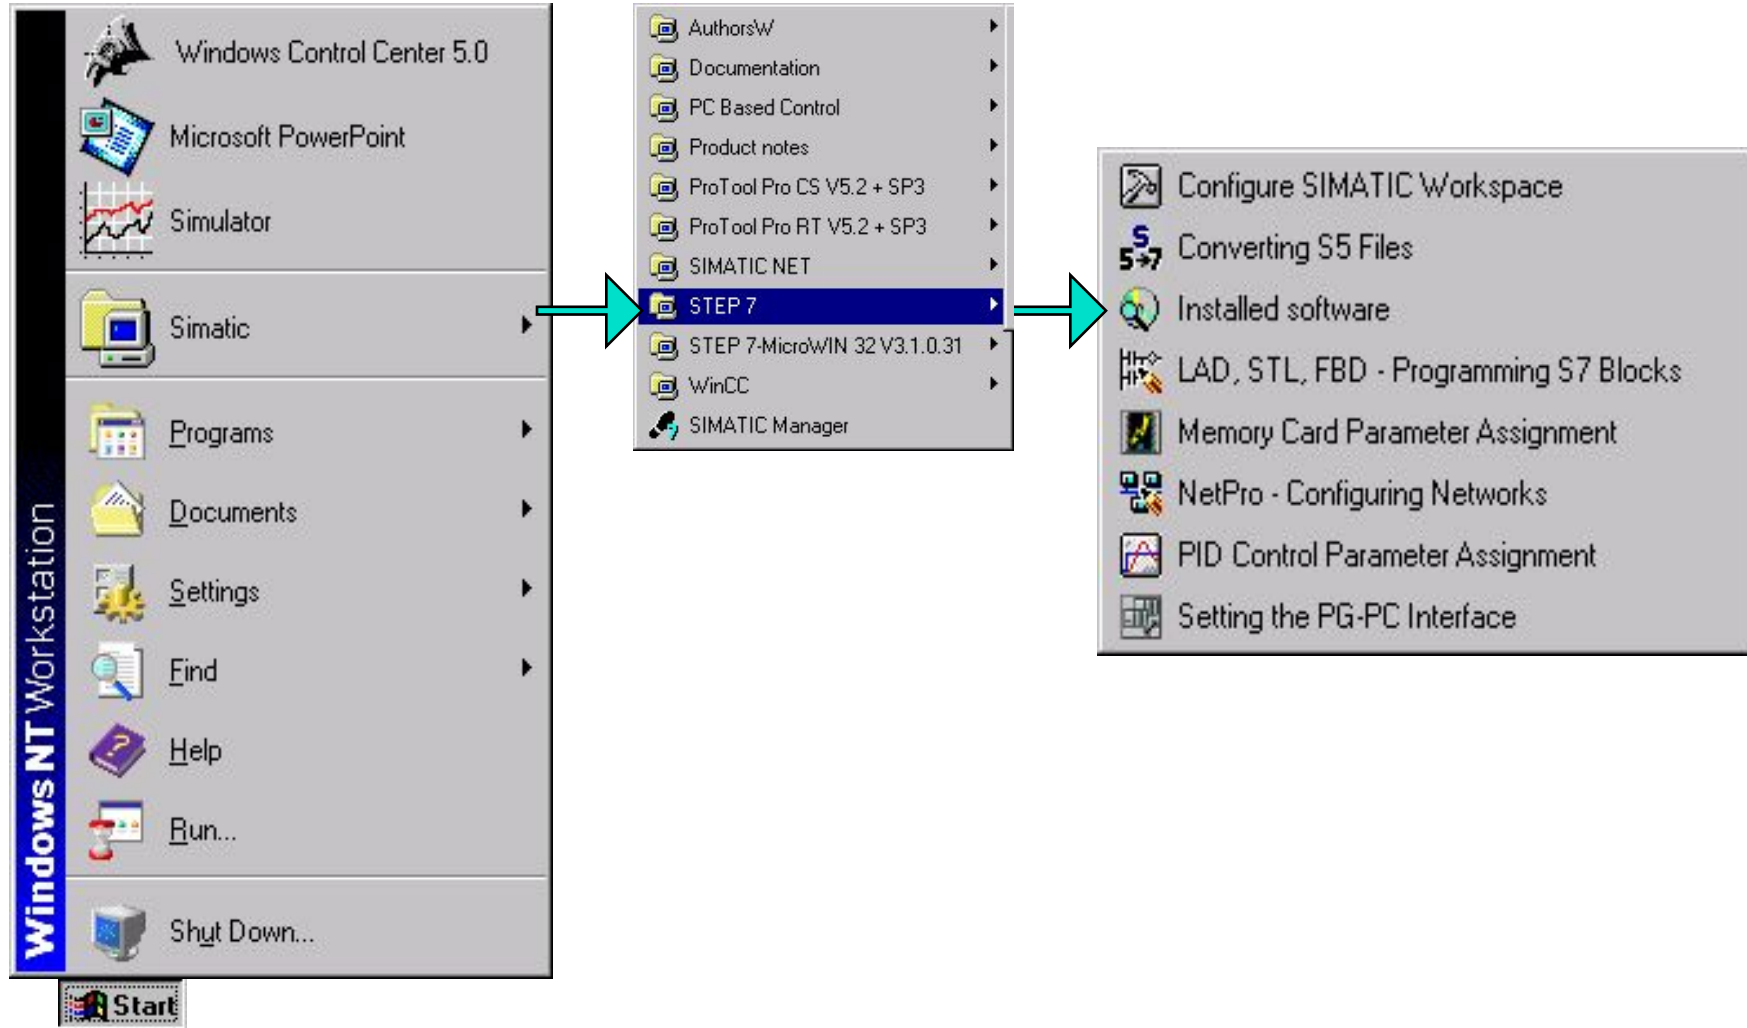 Windows Control Center 5.0
Microsoft PowerPoint
Simulator
Simatic
Programs
Documents
Settings
Find
Help
Run...
Shut Down...
Windows NT Workstation
Start
AuthorsW
Documentation
PC Based Control
Product notes
ProTool Pro CS V5.2 + SP3
ProTool Pro RT V5.2 + SP3
SIMATIC NET
STEP 7
STEP 7-MicroWIN 32 V3.1.0.31
WinCC
SIMATIC Manager
Configure SIMATIC Workspace
S
5→7
Converting S5 Files
Installed software
LAD, STL, FBD - Programming S7 Blocks
Memory Card Parameter Assignment
NetPro - Configuring Networks
PID Control Parameter Assignment
Setting the PG-PC Interface